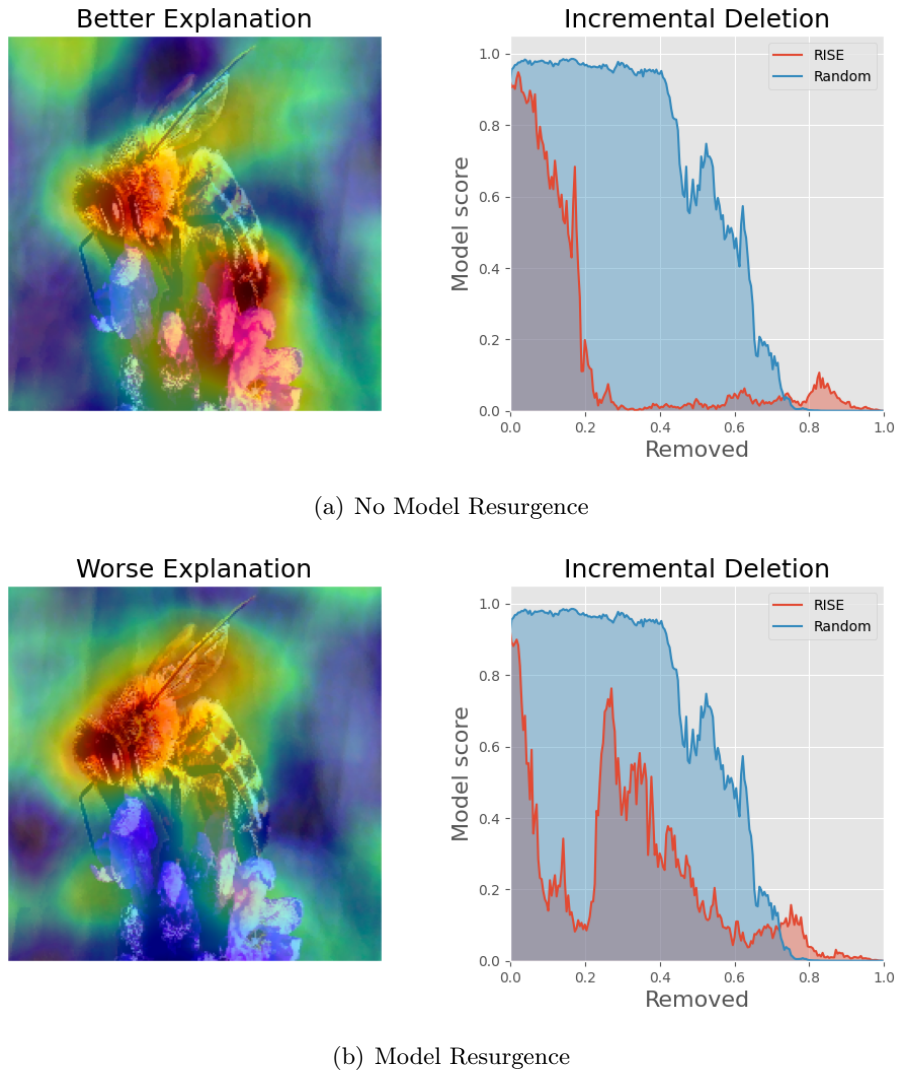 Better Explanation
Incremental Deletion
RISE
Random
Model score
1.0
0.8
0.6
0.4
0.2
0.0
0.0 0.2 0.4 0.6 0.8 1.0
Removed
(a) No Model Resurgence
Worse Explanation
Incremental Deletion
RISE
Random
Model score
1.0
0.8
0.6
0.4
0.2
0.0
0.0 0.2 0.4 0.6 0.8 1.0
Removed
(b) Model Resurgence